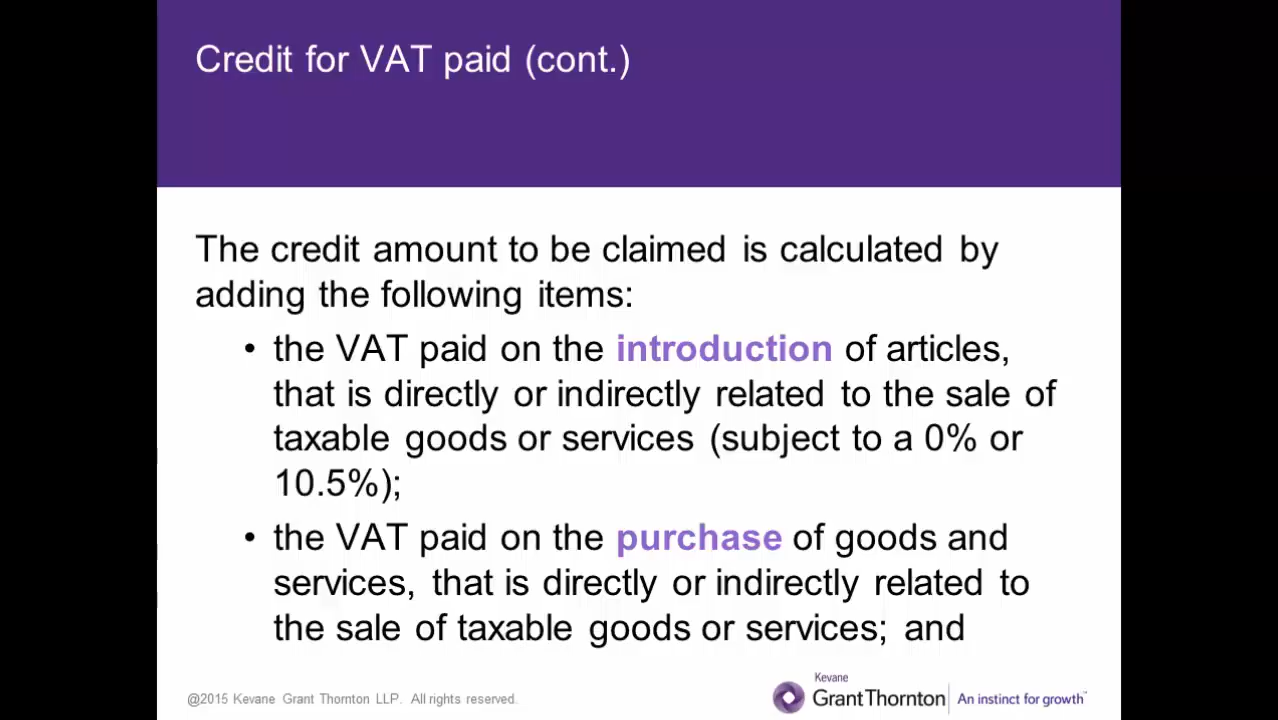 Credit for VAT paid (cont.)
The credit amount to be claimed is calculated by
adding the following items:
• the VAT paid on the introduction of articles,
that is directly or indirectly related to the sale of
taxable goods or services (subject to a 0% or
10.5%);
• the VAT paid on the purchase of goods and
services, that is directly or indirectly related to
the sale of taxable goods or services; and
@2015 Kevane Grant Thornton LLP. All rights reserved.
Kevane
GrantThornton
An instinct for growth™